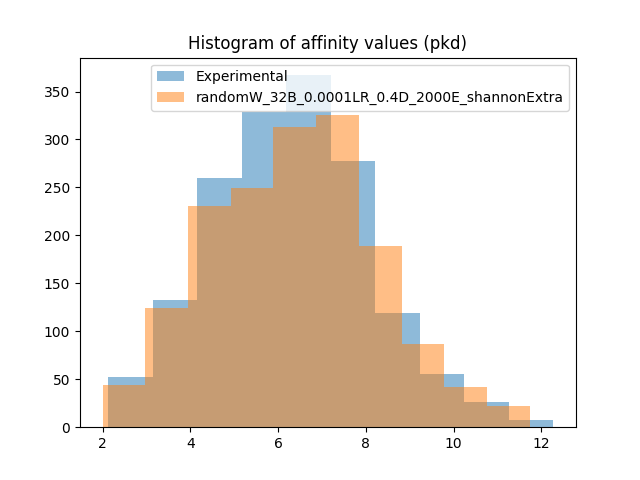 Histogram of affinity values (pkd)
Experimental
randomW_32B_0.0001LR_0.4D_2000E_shannonExtra
350
300
250
200
150
100
50
0
2 4 6 8 10 12